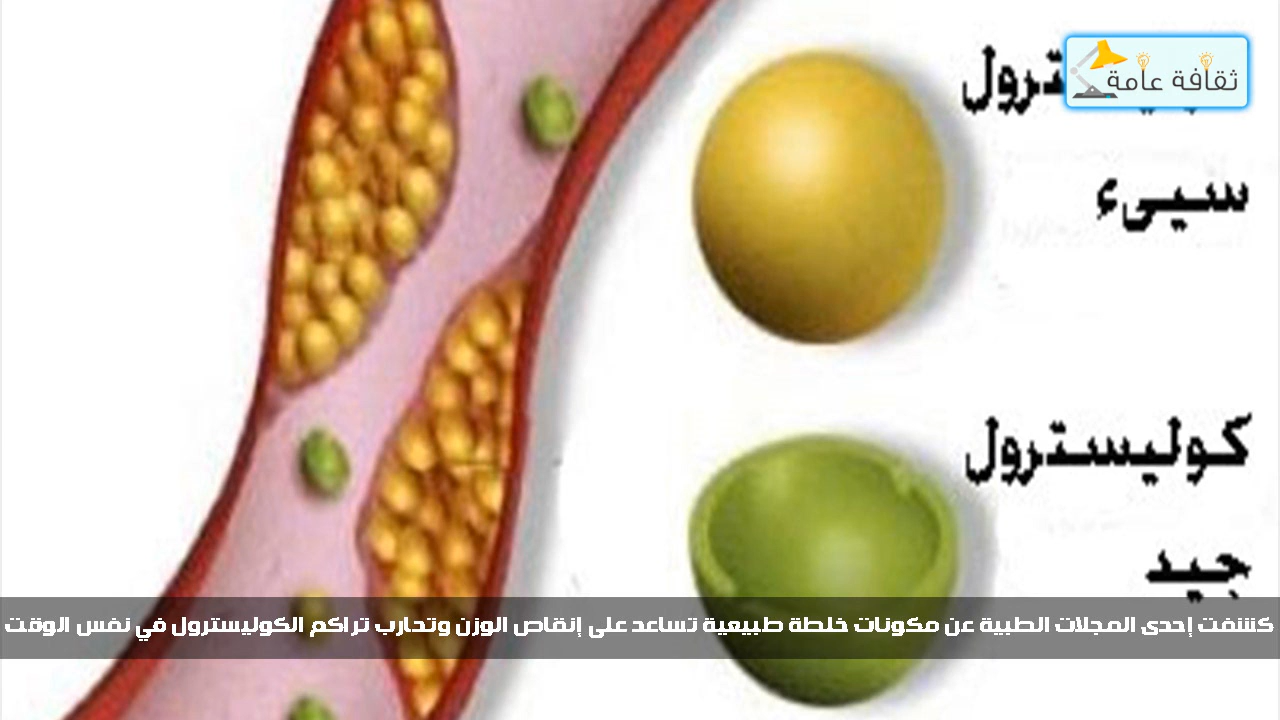 ثقافة عامة
سيىء
كوليسترول
جيد
كشفت إحدى المجلات الطبية عن مكونات خلطة طبيعية تساعد على إنقاص الوزن وتحارب تراكم الكوليسترول في نفس الوقت